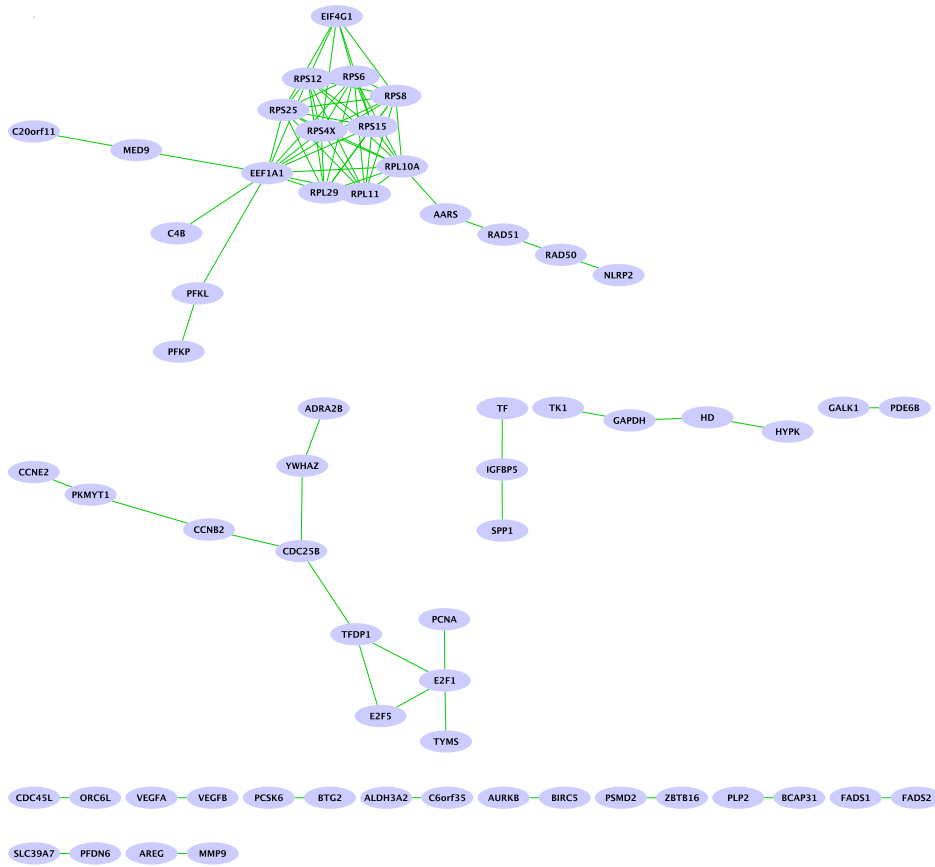 EIF4G1
RPS12
RPS6
RPS8
RPS25
RPS4X
RPS15
C20orf11
MED9
EEF1A1
RPL10A
RPL29
RPL11
AARS
C4B
RAD51
RAD50
NLRP2
PFKL
PFKP
ADRA2B
TF
TK1
GAPDH
HD
HYPK
GALK1
PDE6B
YWHAZ
IGFBP5
CCNE2
PKMYT1
SPP1
CCNB2
CDC25B
PCNA
TFDP1
E2F1
E2F5
TYMS
CDC45L
ORC6L
VEGFA
VEGFB
PCSK6
BTG2
ALDH3A2
C6orf35
AURKB
BIRC5
PSMD2
ZBTB16
PLP2
BCAP31
FADS1
FADS2
SLC39A7
PFDN6
AREG
MMP9